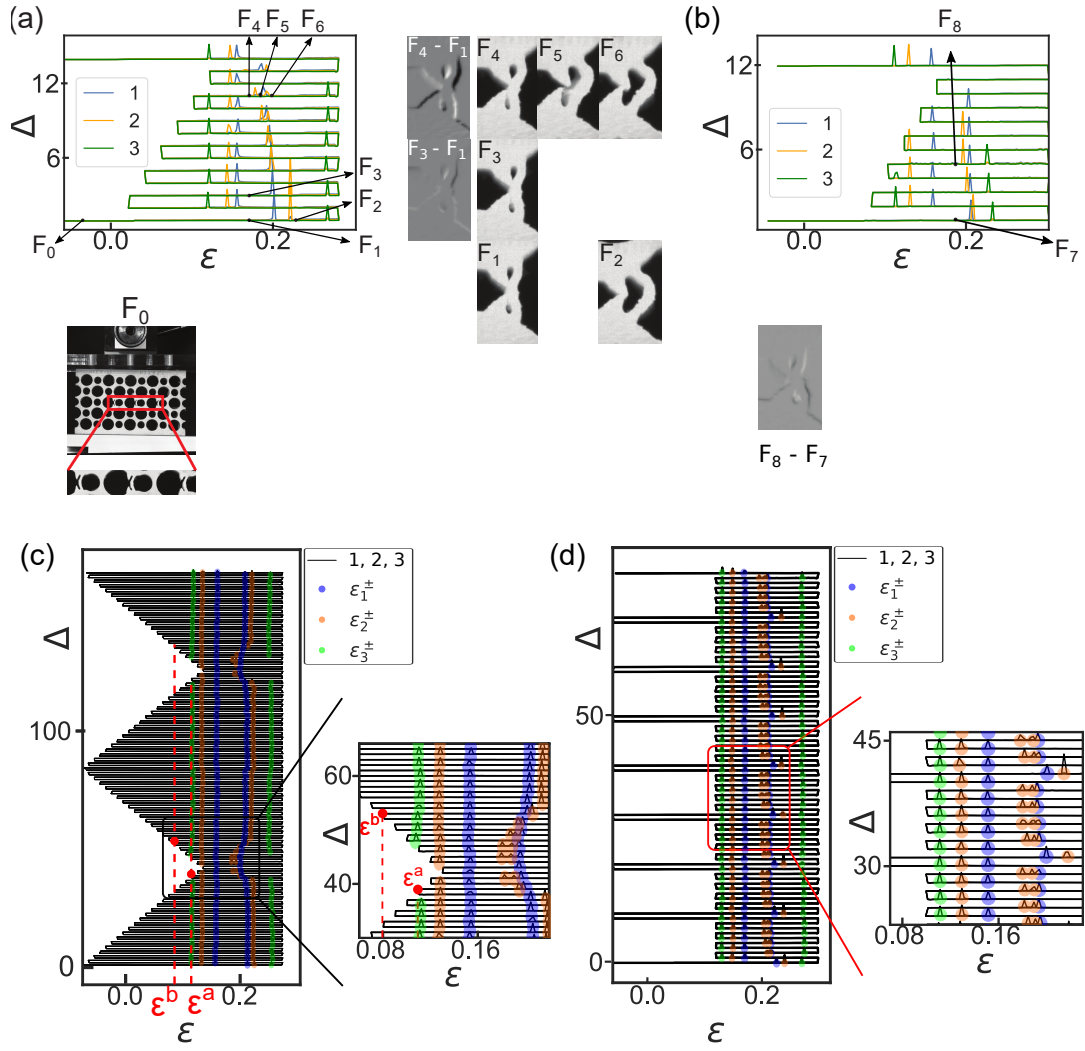 (a)
F4 F5 F6
12
6
Δ
1
2
3
F3
F2
F0
F1
0.0 0.2
ε
F4 - F1
F4
F5
F6
F3 - F1
F3
F1
F2
(b)
F8
12
6
Δ
1
2
3
0.0 0.2
F7
ε
F0
F8 - F7
(c)
1, 2, 3
ε1±
ε2±
ε3±
Δ
100
0
0.0 0.2
εb εa
ε
60
40
Δ
εb
εa
0.08 0.16
ε
(d)
1, 2, 3
ε1±
ε2±
ε3±
Δ
50
0
0.0 0.2
ε
45
30
Δ
0.08 0.16
ε